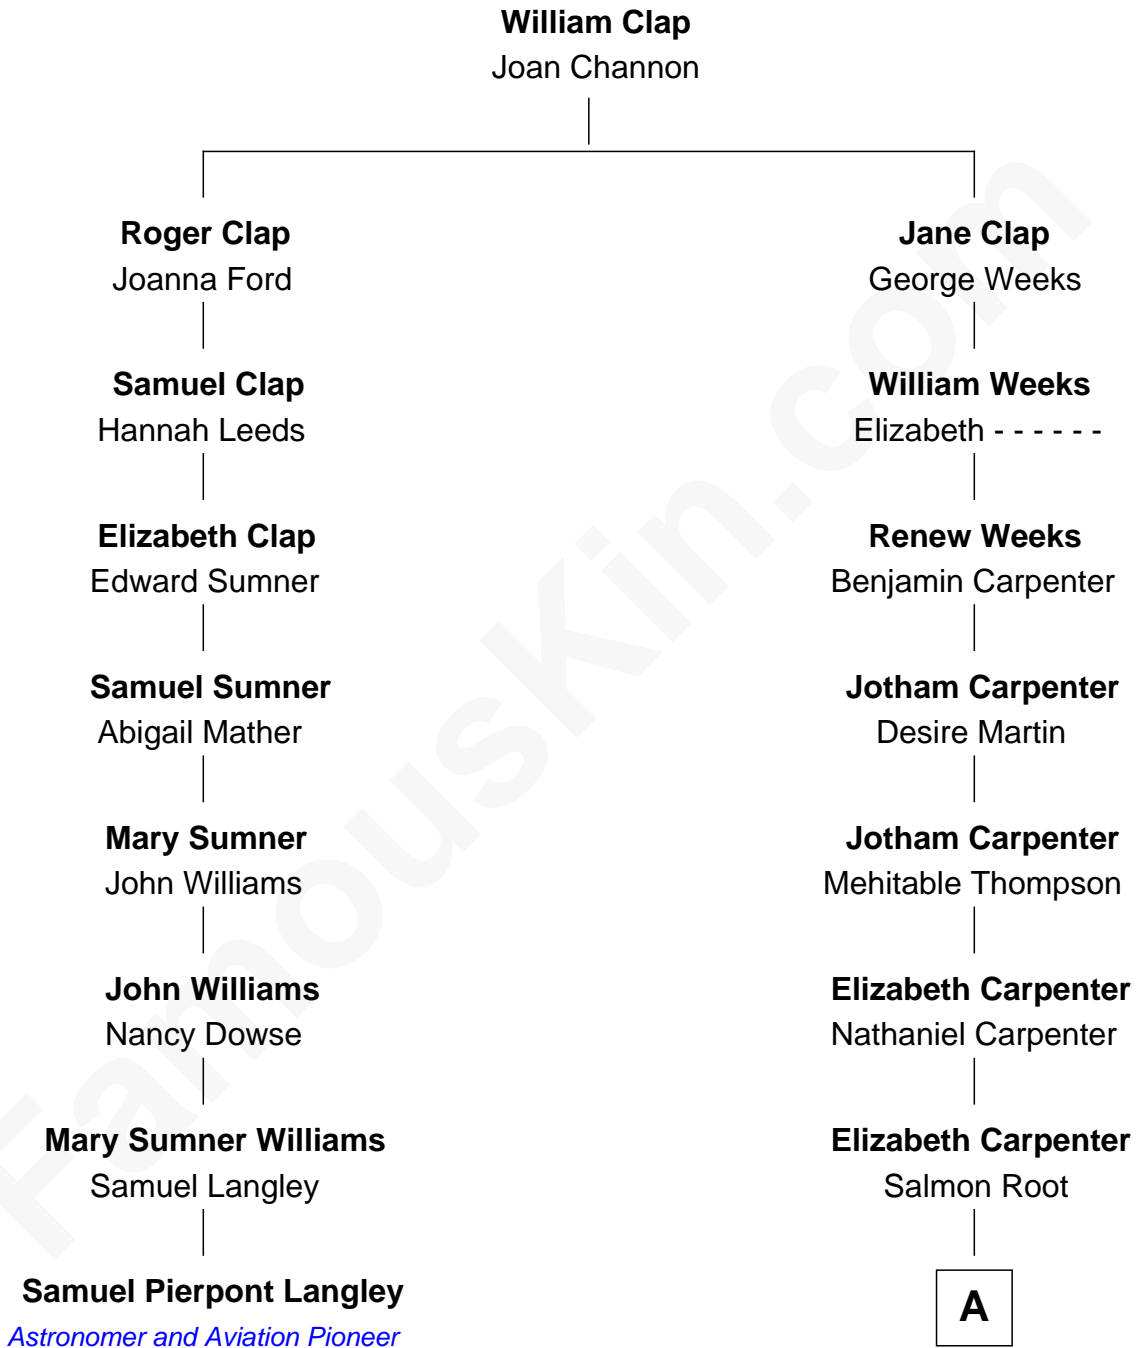 William Clap
Joan Channon
Roger Clap
Joanna Ford
Samuel Clap
Hannah Leeds
Elizabeth Clap
Edward Sumner
Samuel Sumner
Abigail Mather
Mary Sumner
John Williams
John Williams
Nancy Dowse
Mary Sumner Williams
Samuel Langley
Samuel Pierpont Langley
Astronomer and Aviation Pioneer
Jane Clap
George Weeks
William Weeks
Elizabeth - - - - - -
Renew Weeks
Benjamin Carpenter
Jotham Carpenter
Desire Martin
Jotham Carpenter
Mehitable Thompson
Elizabeth Carpenter
Nathaniel Carpenter
Elizabeth Carpenter
Salmon Root
A
FamousKin.com